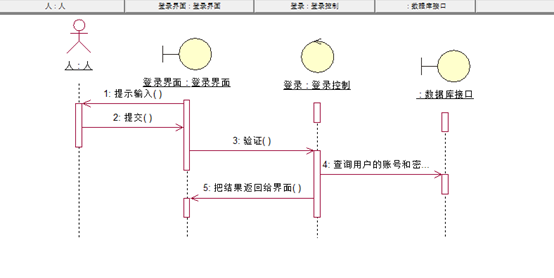 人 : 人
登录界面 : 登录界面
登录 : 登录控制
: 数据库接口
人 : 人
登录界面 : 登录界面
登录 : 登录控制
: 数据库接口
1: 提示输入( )
2: 提交( )
3: 验证( )
4: 查询用户的账号和密...
5: 把结果返回给界面( )